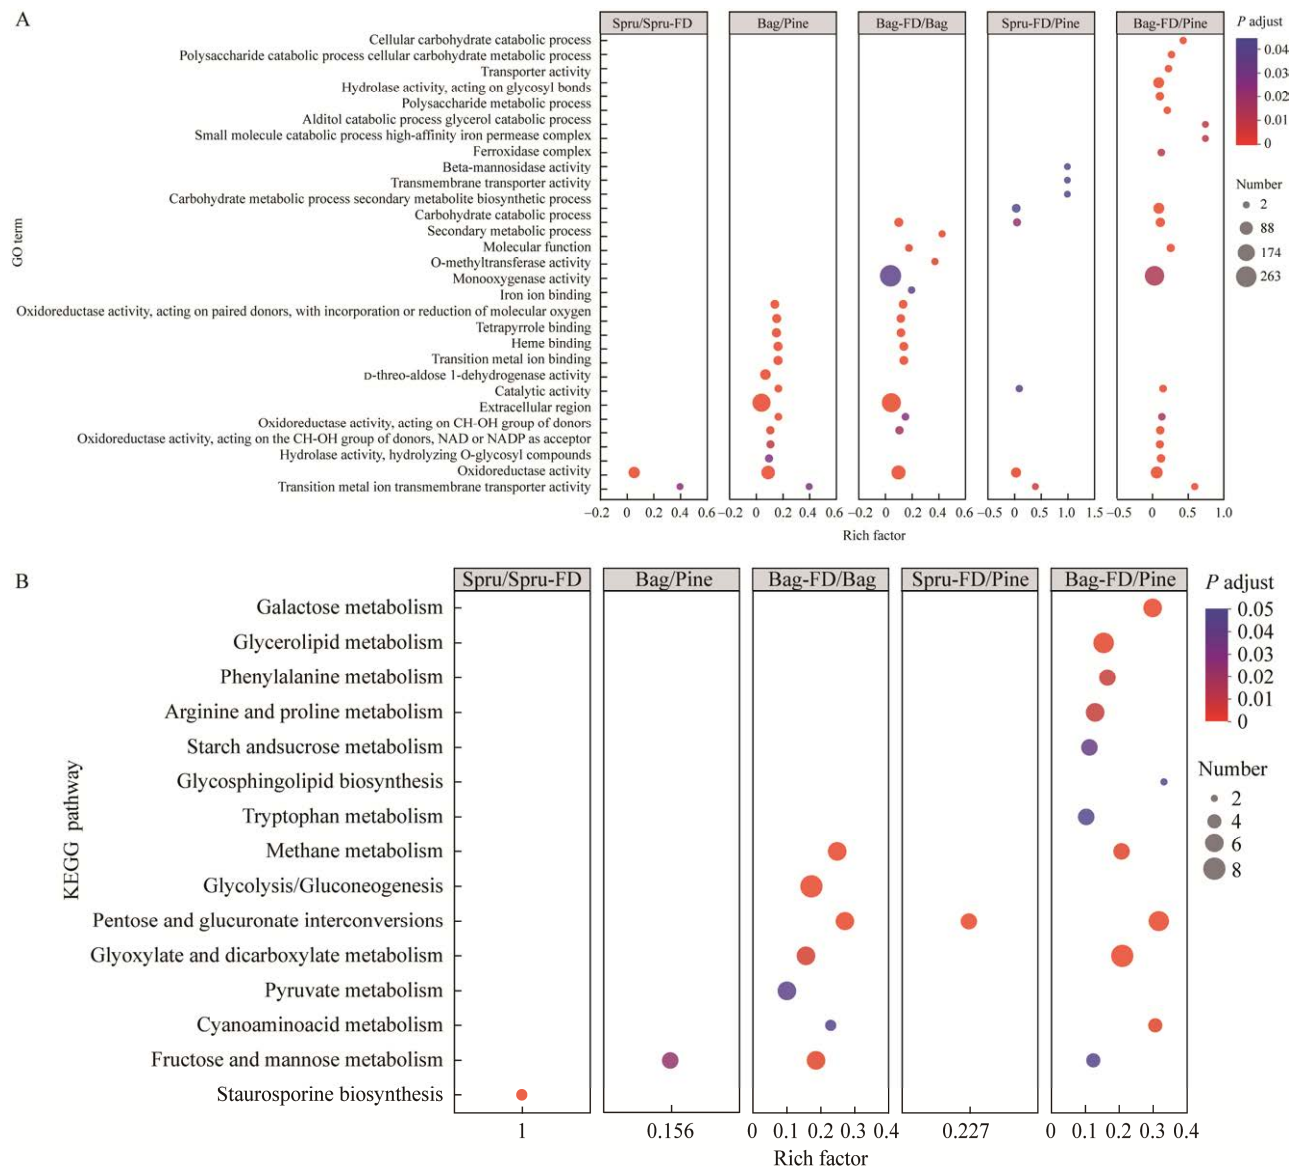 A
Spru/Spru-FD
Bag/Pine
Bag-FD/Bag
Spru-FD/Pine
Bag-FD/Pine
P adjust
0.04
0.03
0.02
0.01
0
Number
2
88
174
263
GO term
Cellular carbohydrate catabolic process
Polysaccharide catabolic process cellular carbohydrate metabolic process
Transporter activity
Hydrolase activity, acting on glycosyl bonds
Polysaccharide metabolic process
Alditol catabolic process glycerol catabolic process
Small molecule catabolic process high-affinity iron permease complex
Ferroxidase complex
Beta-mannosidase activity
Transmembrane transporter activity
Carbohydrate metabolic process secondary metabolite biosynthetic process
Carbohydrate catabolic process
Secondary metabolic process
Molecular function
O-methyltransferase activity
Monooxygenase activity
Iron ion binding
Oxidoreductase activity, acting on paired donors, with incorporation or reduction of molecular oxygen
Tetrapyrrole binding
Heme binding
Transition metal ion binding
D-threo-aldose 1-dehydrogenase activity
Catalytic activity
Extracellular region
Oxidoreductase activity, acting on CH-OH group of donors
Oxidoreductase activity, acting on the CH-OH group of donors, NAD or NADP as acceptor
Hydrolase activity, hydrolyzing O-glycosyl compounds
Oxidoreductase activity
Transition metal ion transmembrane transporter activity
−0.2 0 0.2 0.4 0.6 −0.2 0 0.2 0.4 0.6 −0.2 0 0.2 0.4 0.6 −0.5 0 0.5 1.0 1.5 −0.5 0 0.5 1.0
Rich factor
B
Spru/Spru-FD
Bag/Pine
Bag-FD/Bag
Spru-FD/Pine
Bag-FD/Pine
P adjust
0.05
0.04
0.03
0.02
0.01
0
Number
2
4
6
8
KEGG pathway
Galactose metabolism
Glycerolipid metabolism
Phenylalanine metabolism
Arginine and proline metabolism
Starch andsucrose metabolism
Glycosphingolipid biosynthesis
Tryptophan metabolism
Methane metabolism
Glycolysis/Gluconeogenesis
Pentose and glucuronate interconversions
Glyoxylate and dicarboxylate metabolism
Pyruvate metabolism
Cyanoaminoacid metabolism
Fructose and mannose metabolism
Staurosporine biosynthesis
1 0.156 0 0.1 0.2 0.3 0.4 0.227 0 0.1 0.2 0.3 0.4
Rich factor